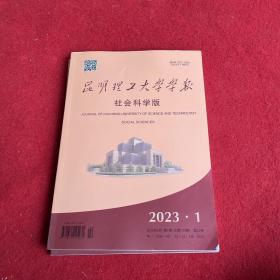 昆明理工大学学报
社会科学版
JOURNAL OF KUNMING UNIVERSITY OF SCIENCE AND TECHNOLOGY
SOCIAL SCIENCES
2023·1